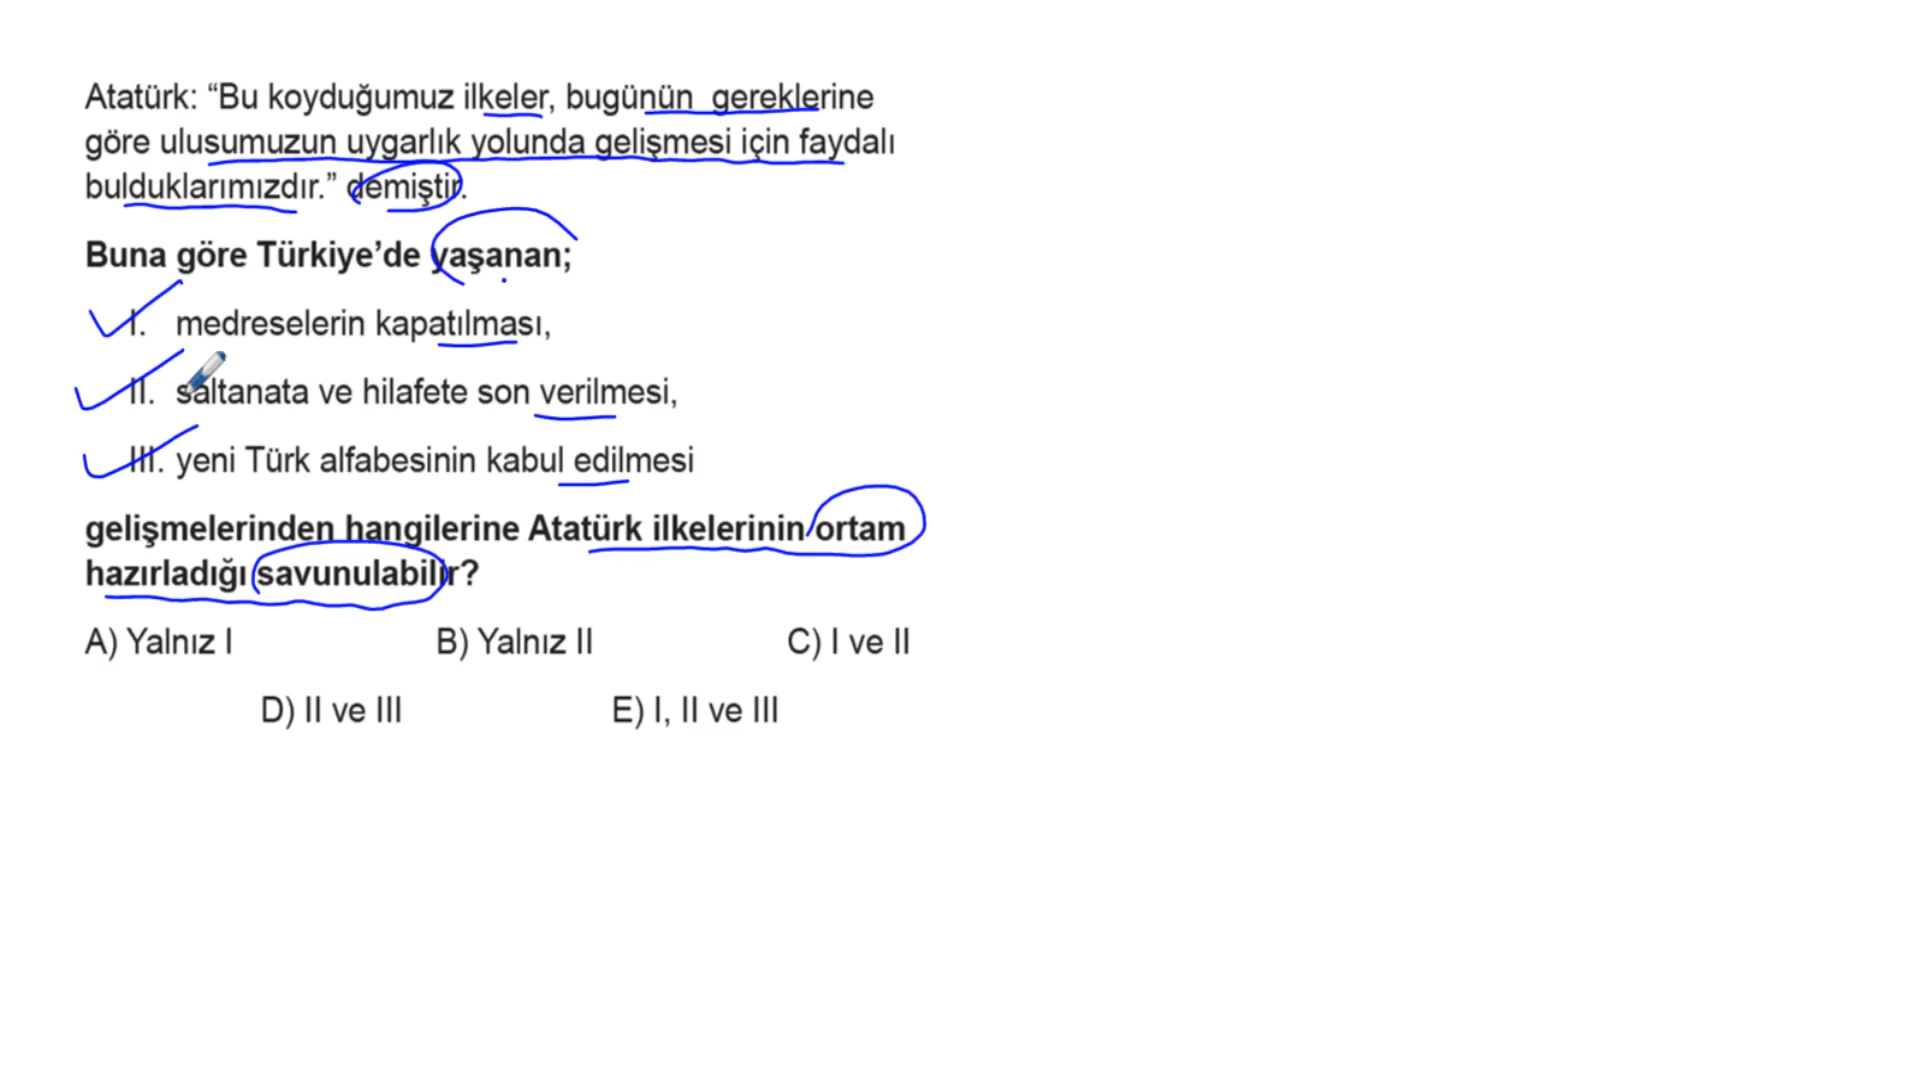 Atatürk: “Bu koyduğumuz ilkeler, bugünün gereklerine
göre ulusumuzun uygarlık yolunda gelişmesi için faydalı
bulduklarımızdır.” demiştir.
Buna göre Türkiye’de yaşanan;
I. medreselerin kapatılması,
II. saltanata ve hilafete son verilmesi,
III. yeni Türk alfabesinin kabul edilmesi
gelişmelerinden hangilerine Atatürk ilkelerinin ortam
hazırladığı savunulabilir?
A) Yalnız I B) Yalnız II C) I ve II
D) II ve III E) I, II ve III